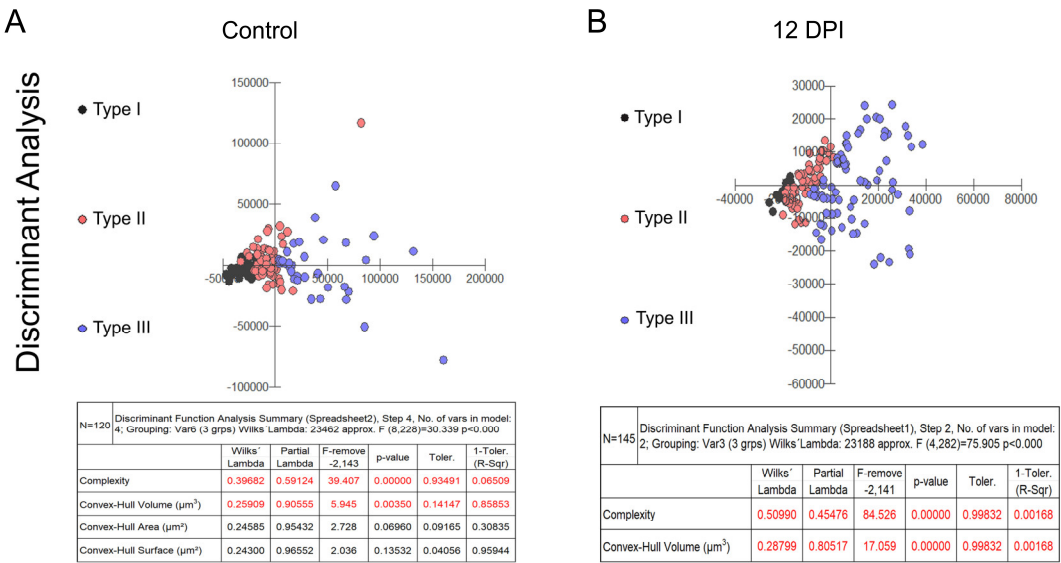 A
Control
Discriminant Analysis
Type I
Type II
Type III
150000
100000
50000
-50
50000
100000
150000
200000
-50000
-100000
N=120
Discriminant Function Analysis Summary (Spreadsheet2), Step 4, No. of vars in model:
4; Grouping: Var6 (3 grps) Wilks´Lambda: 23462 approx. F (8,228)=30.339 p<0.000
Wilks´ Lambda Partial Lambda F-remove -2,143 p-value Toler. 1-Toler. (R-Sqr)
Complexity 0.39682 0.59124 39.407 0.00000 0.93491 0.06509
Convex-Hull Volume (µm³) 0.25909 0.90555 5.945 0.00350 0.14147 0.85853
Convex-Hull Area (µm²) 0.24585 0.95432 2.728 0.06960 0.09165 0.30835
Convex-Hull Surface (µm²) 0.24300 0.96552 2.036 0.13532 0.04056 0.95944
B
12 DPI
Type I
Type II
Type III
30000
20000
10000
-40000
20000
40000
60000
80000
-10000
-20000
-30000
-40000
-50000
-60000
N=145
Discriminant Function Analysis Summary (Spreadsheet1), Step 2, No. of vars in model:
2; Grouping: Var3 (3 grps) Wilks´Lambda: 23188 approx. F (4,282)=75.905 p<0.000
Wilks´ Lambda Partial Lambda F-remove -2,141 p-value Toler. 1-Toler. (R-Sqr)
Complexity 0.50990 0.45476 84.526 0.00000 0.99832 0.00168
Convex-Hull Volume (µm³) 0.28799 0.80517 17.059 0.00000 0.99832 0.00168